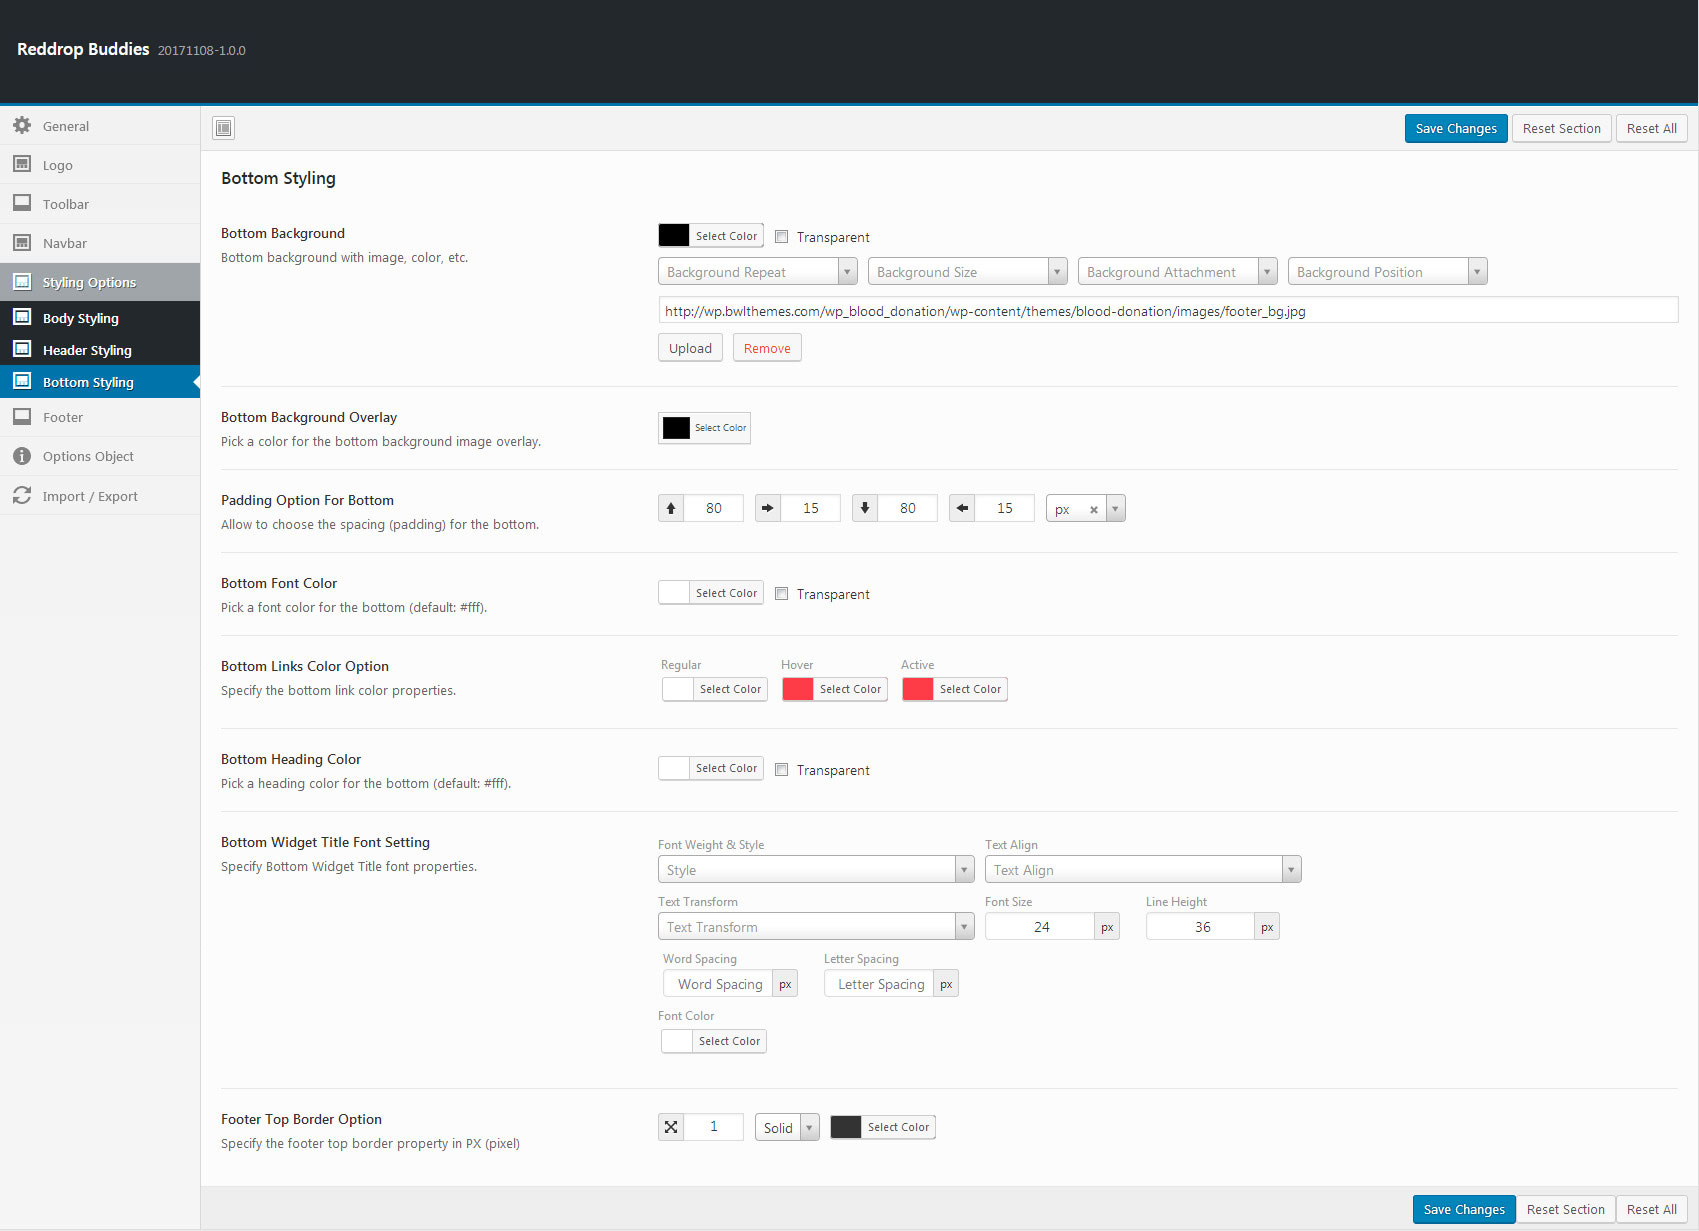 Reddrop Buddies 20171108-1.0.0
General
Logo
Toolbar
Navbar
Styling Options
Body Styling
Header Styling
Bottom Styling
Footer
Options Object
Import / Export
Save Changes Reset Section Reset All
Bottom Styling
Bottom Background
Bottom background with image, color, etc.
Select Color Transparent
Background Repeat Background Size Background Attachment Background Position
http://wp.bwlthemes.com/wp_blood_donation/wp-content/themes/blood-donation/images/footer_bg.jpg
Upload Remove
Bottom Background Overlay
Pick a color for the bottom background image overlay.
Select Color
Padding Option For Bottom
Allow to choose the spacing (padding) for the bottom.
80 15 80 15 px
Bottom Font Color
Pick a font color for the bottom (default: #fff).
Select Color Transparent
Bottom Links Color Option
Specify the bottom link color properties.
Regular Hover Active
Select Color Select Color Select Color
Bottom Heading Color
Pick a heading color for the bottom (default: #fff).
Select Color Transparent
Bottom Widget Title Font Setting
Specify Bottom Widget Title font properties.
Font Weight & Style Text Align
Style Text Align
Text Transform Font Size Line Height
Text Transform 24 px 36 px
Word Spacing Letter Spacing
Word Spacing px Letter Spacing px
Font Color
Select Color
Footer Top Border Option
Specify the footer top border property in PX (pixel)
1 Solid Select Color
Save Changes Reset Section Reset All